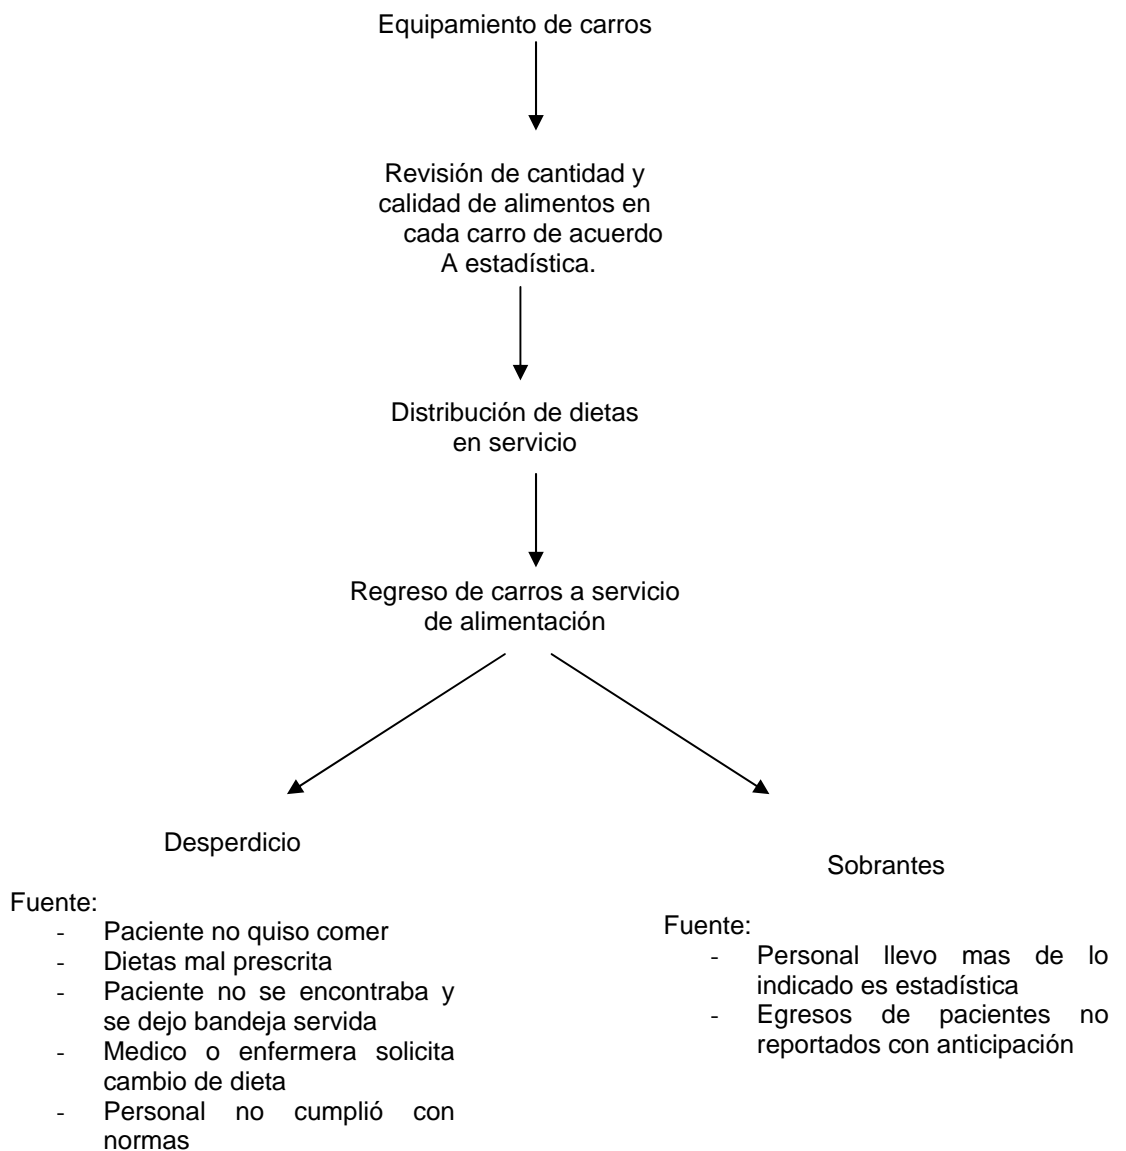 Equipamiento de carros
Revisión de cantidad y
calidad de alimentos en
cada carro de acuerdo
A estadística.
Distribución de dietas
en servicio
Regreso de carros a servicio
de alimentación
Desperdicio
Fuente:
- Paciente no quiso comer
- Dietas mal prescrita
- Paciente no se encontraba y
se dejo bandeja servida
- Medico o enfermera solicita
cambio de dieta
- Personal no cumplió con
normas
Sobrantes
Fuente:
- Personal llevo mas de lo
indicado es estadística
- Egresos de pacientes no
reportados con anticipación